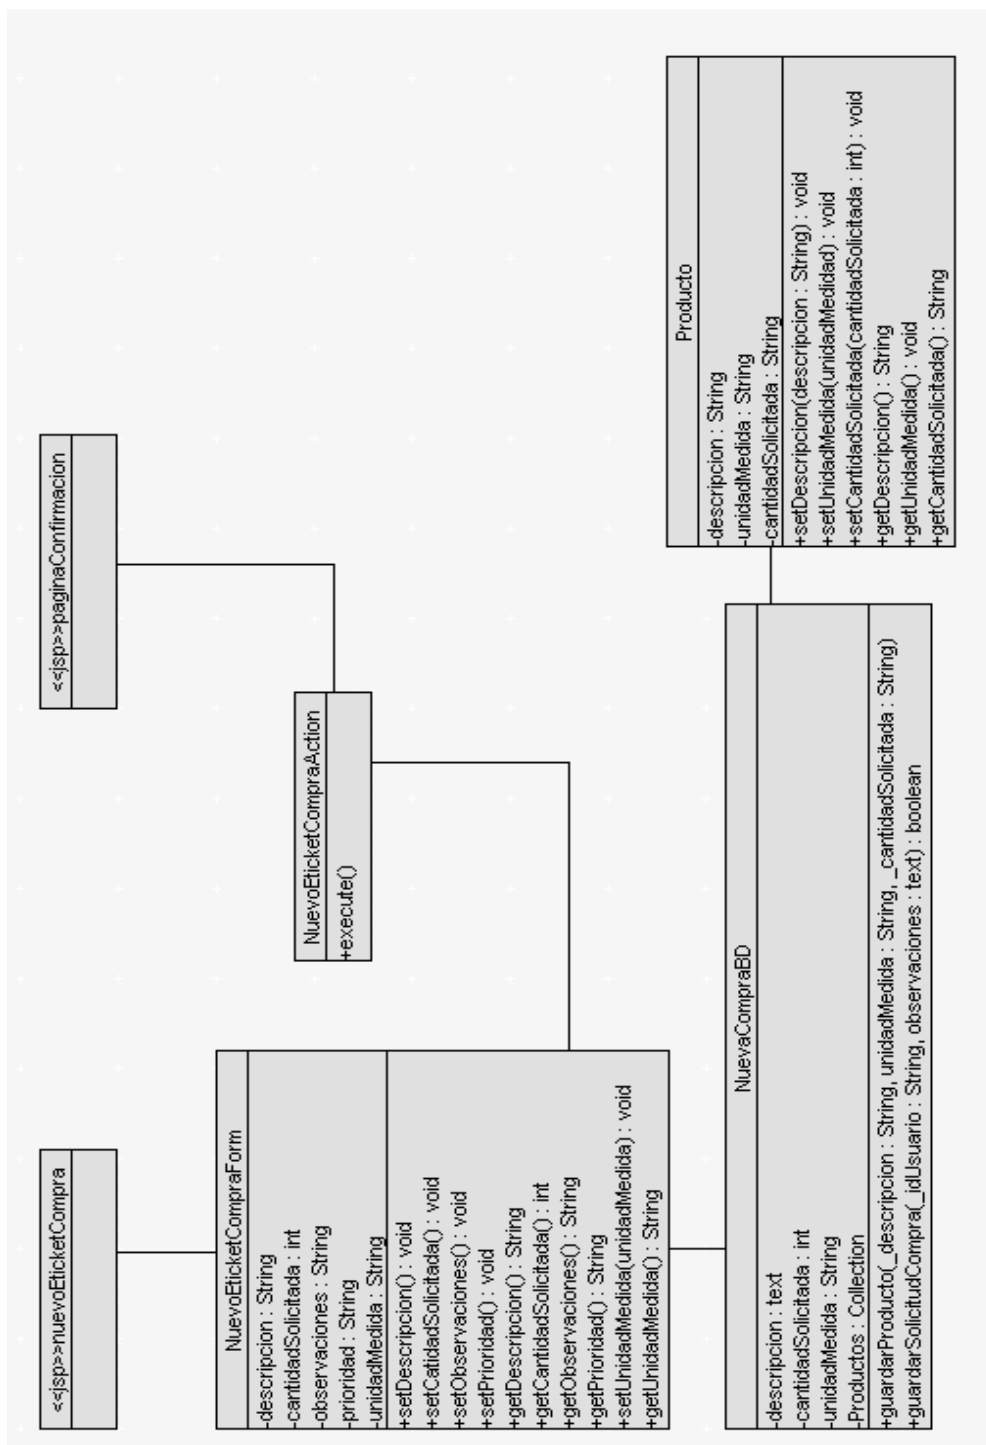 <<jsp>>nuevoEticketCompra
<<jsp>>paginaConfirmacion
NuevoEticketCompraForm
-descripcion : String
-cantidadSolicitada : int
-observaciones : String
-prioridad : String
-unidadMedida : String
+setDescripcion() : void
+setCatidadSolicitada() : void
+setObservaciones() : void
+setPrioridad() : void
+getDescripcion() : String
+getCantidadSolicitada() : int
+getObservaciones() : String
+getPrioridad() : String
+setUnidadMedida(unidadMedida) : void
+getUnidadMedida() : String
NuevoEticketCompraAction
+execute()
NuevaCompraBD
-descripcion : text
-cantidadSolicitada : int
-unidadMedida : String
-Productos : Collection
+guardarProducto(_descripcion : String, unidadMedida : String, _cantidadSolicitada : String)
+guardarSolicitudCompra(_idUsuario : String, observaciones : text) : boolean
Producto
-descripcion : String
-unidadMedida : String
-cantidadSolicitada : String
+setDescripcion(descripcion : String) : void
+setUnidadMedida(unidadMedidad) : void
+setCantidadSolicitada(cantidadSolicitada : int) : void
+getDescripcion() : String
+getUnidadMedida() : void
+getCantidadSolicitada() : String